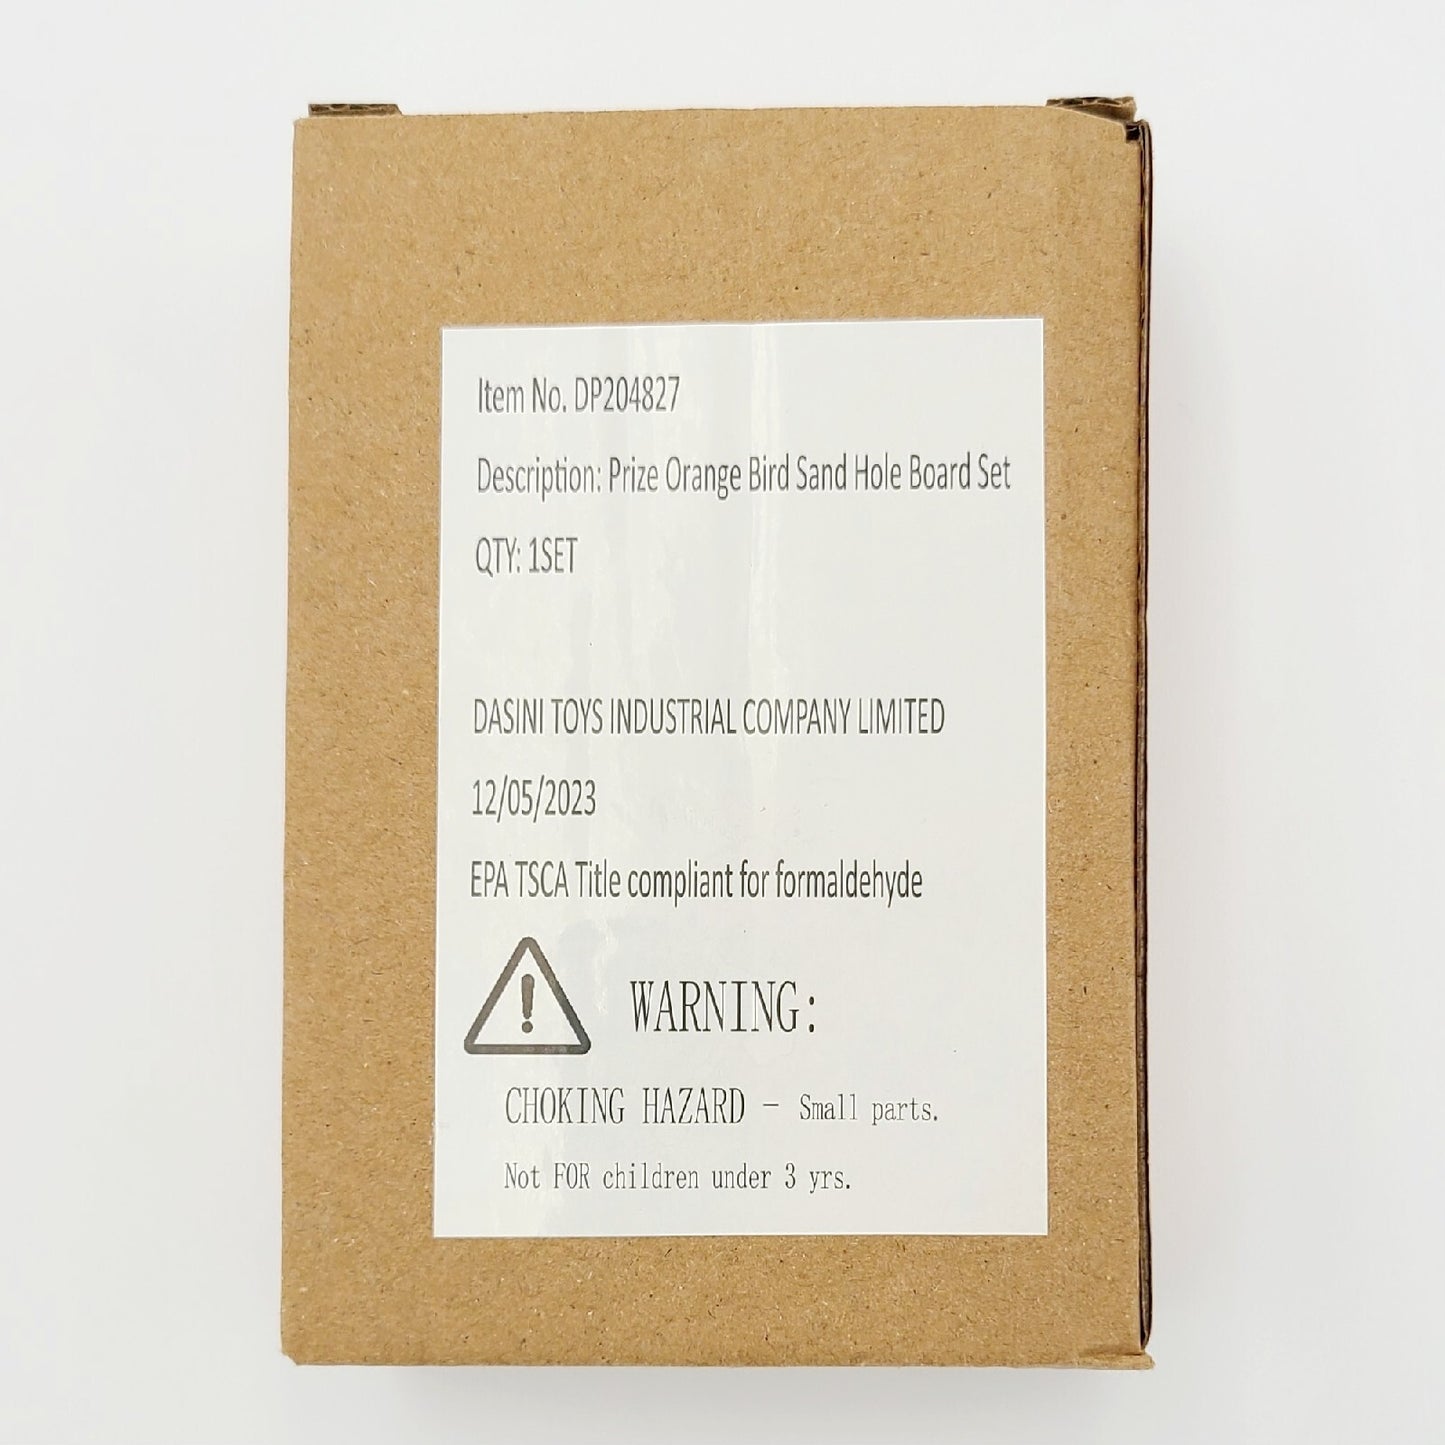 Item No. DP204827
Description: Prize Orange Bird Sand Hole Board Set
QTY: 1SET
DASINI TOYS INDUSTRIAL COMPANY LIMITED
12/05/2023
EPA TSCA Title compliant for formaldehyde
WARNING:
CHOKING HAZARD - Small parts.
Not FOR children under 3 yrs.